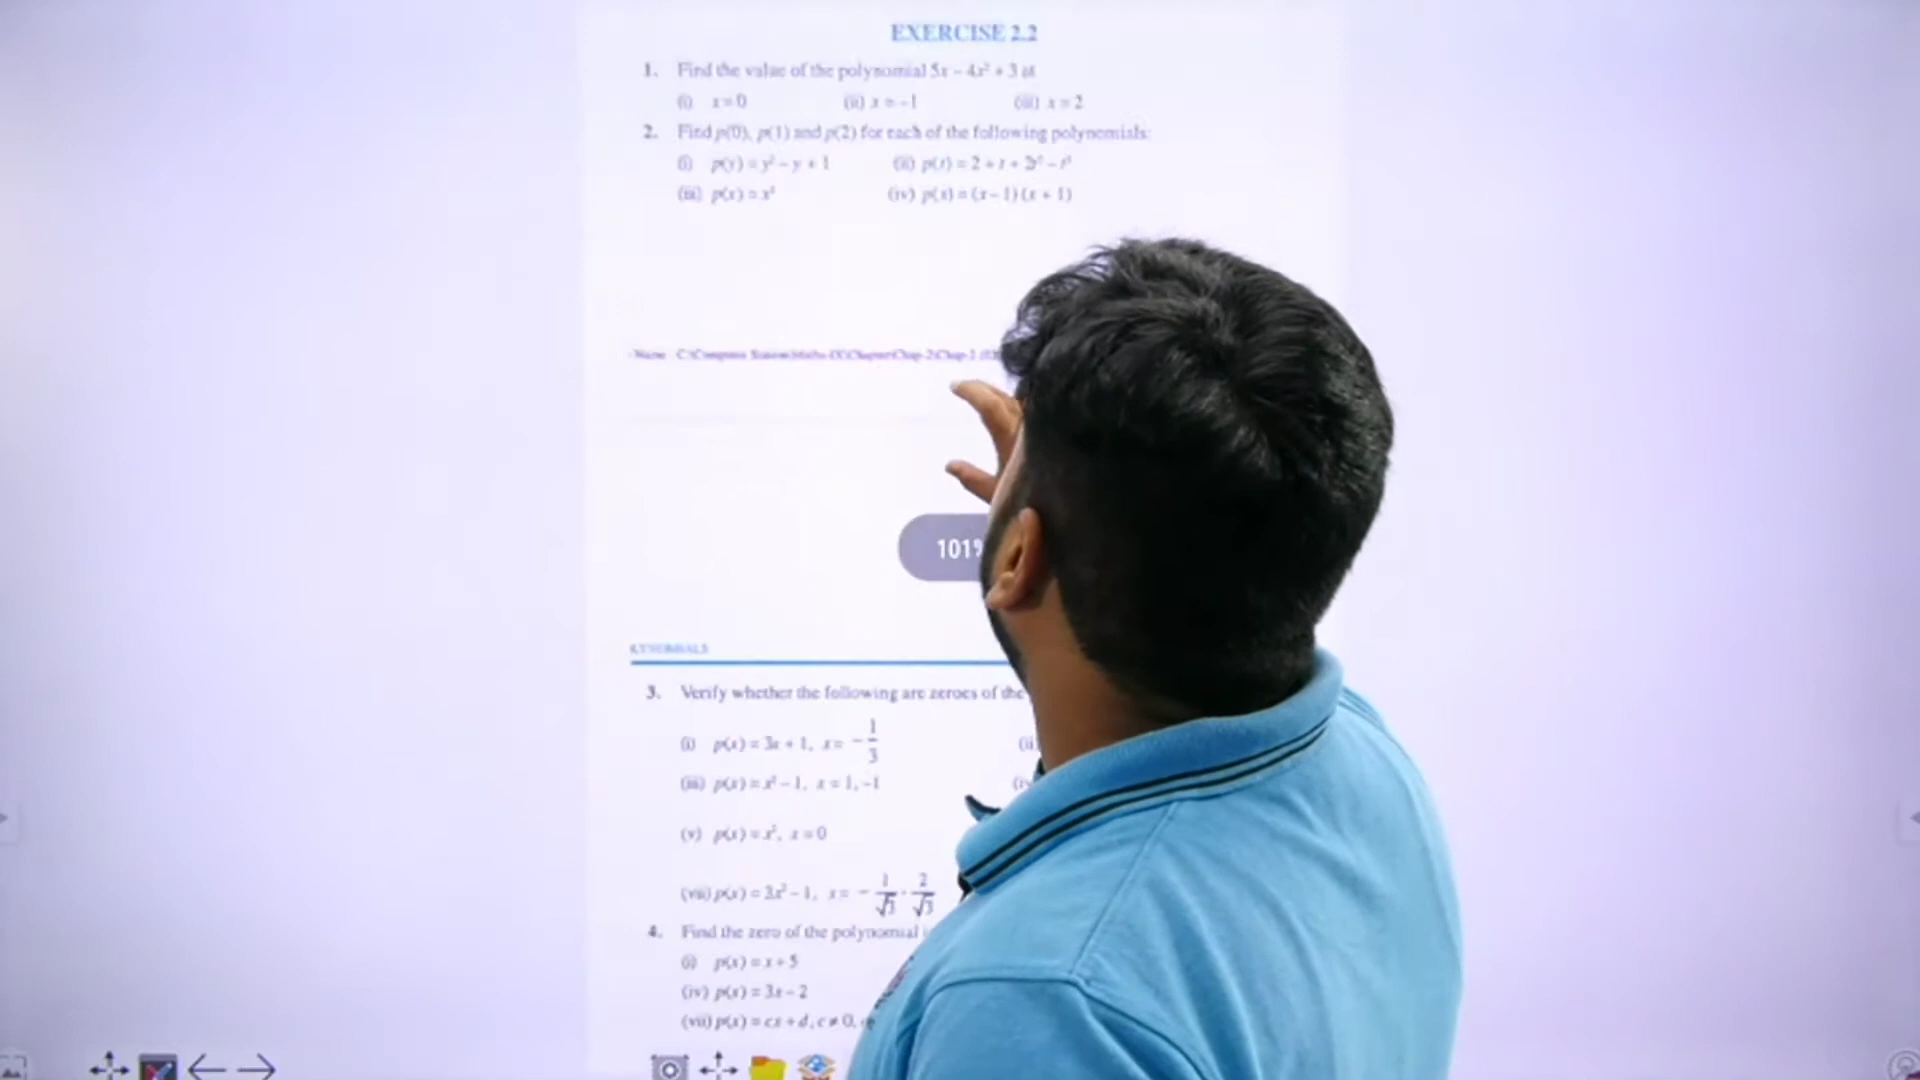 EXERCISE 2.2
1. Find the value of the polynomial 5x – 4x² + 3 at
(i) x = 0 (ii) x = –1 (iii) x = 2
2. Find p(0), p(1) and p(2) for each of the following polynomials:
(i) p(y) = y² – y + 1 (ii) p(t) = 2 + t + 2t² – t³
(iii) p(x) = x³ (iv) p(x) = (x – 1) (x + 1)
101%
3. Verify whether the following are zeroes of the
(i) p(x) = 3x + 1, x = –1/3 (ii)
(iii) p(x) = x² – 1, x = 1, –1 (iv
(v) p(x) = x², x = 0
(vii) p(x) = 3x² – 1, x = –1/√3, 2/√3
4. Find the zero of the polynomial
(i) p(x) = x + 5
(iv) p(x) = 3x – 2
(vii) p(x) = cx + d, c ≠ 0,